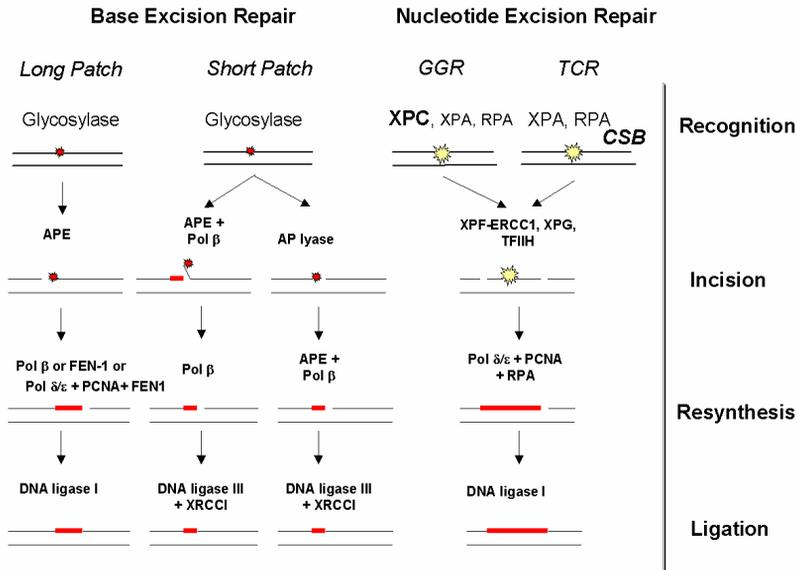 Base Excision Repair
Nucleotide Excision Repair
Long Patch
Short Patch
GGR
TCR
Glycosylase
Glycosylase
XPC, XPA, RPA
XPA, RPA
CSB
Recognition
APE
APE +
Pol β
AP lyase
XPF-ERCC1, XPG,
TFIIH
Incision
Pol β or FEN-1 or
Pol δ/ε + PCNA+ FEN1
Pol β
APE +
Pol β
Pol δ/ε + PCNA
+ RPA
Resynthesis
DNA ligase I
DNA ligase III
+ XRCCI
DNA ligase III
+ XRCCI
DNA ligase I
Ligation